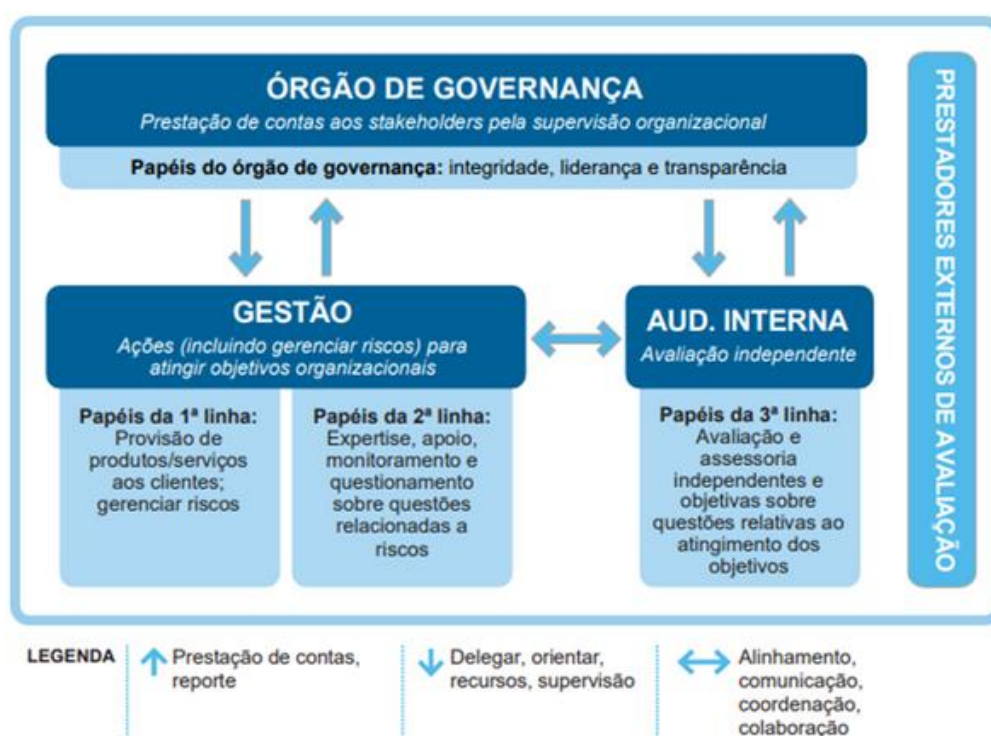 ÓRGÃO DE GOVERNANÇA
Prestação de contas aos stakeholders pela supervisão organizacional
Papéis do órgão de governança: integridade, liderança e transparência
GESTÃO
Ações (incluindo gerenciar riscos) para
atingir objetivos organizacionais
Papéis da 1ª linha:
Provisão de
produtos/serviços
aos clientes;
gerenciar riscos
Papéis da 2ª linha:
Expertise, apoio,
monitoramento e
questionamento
sobre questões
relacionadas a
riscos
AUD. INTERNA
Avaliação independente
Papéis da 3ª linha:
Avaliação e
assessoria
independentes e
objetivas sobre
questões relativas ao
atingimento dos
objetivos
PRESTADORES EXTERNOS DE AVALIAÇÃO
LEGENDA
Prestação de contas,
reporte
Delegar, orientar,
recursos, supervisão
Alinhamento,
comunicação,
coordenação,
colaboração